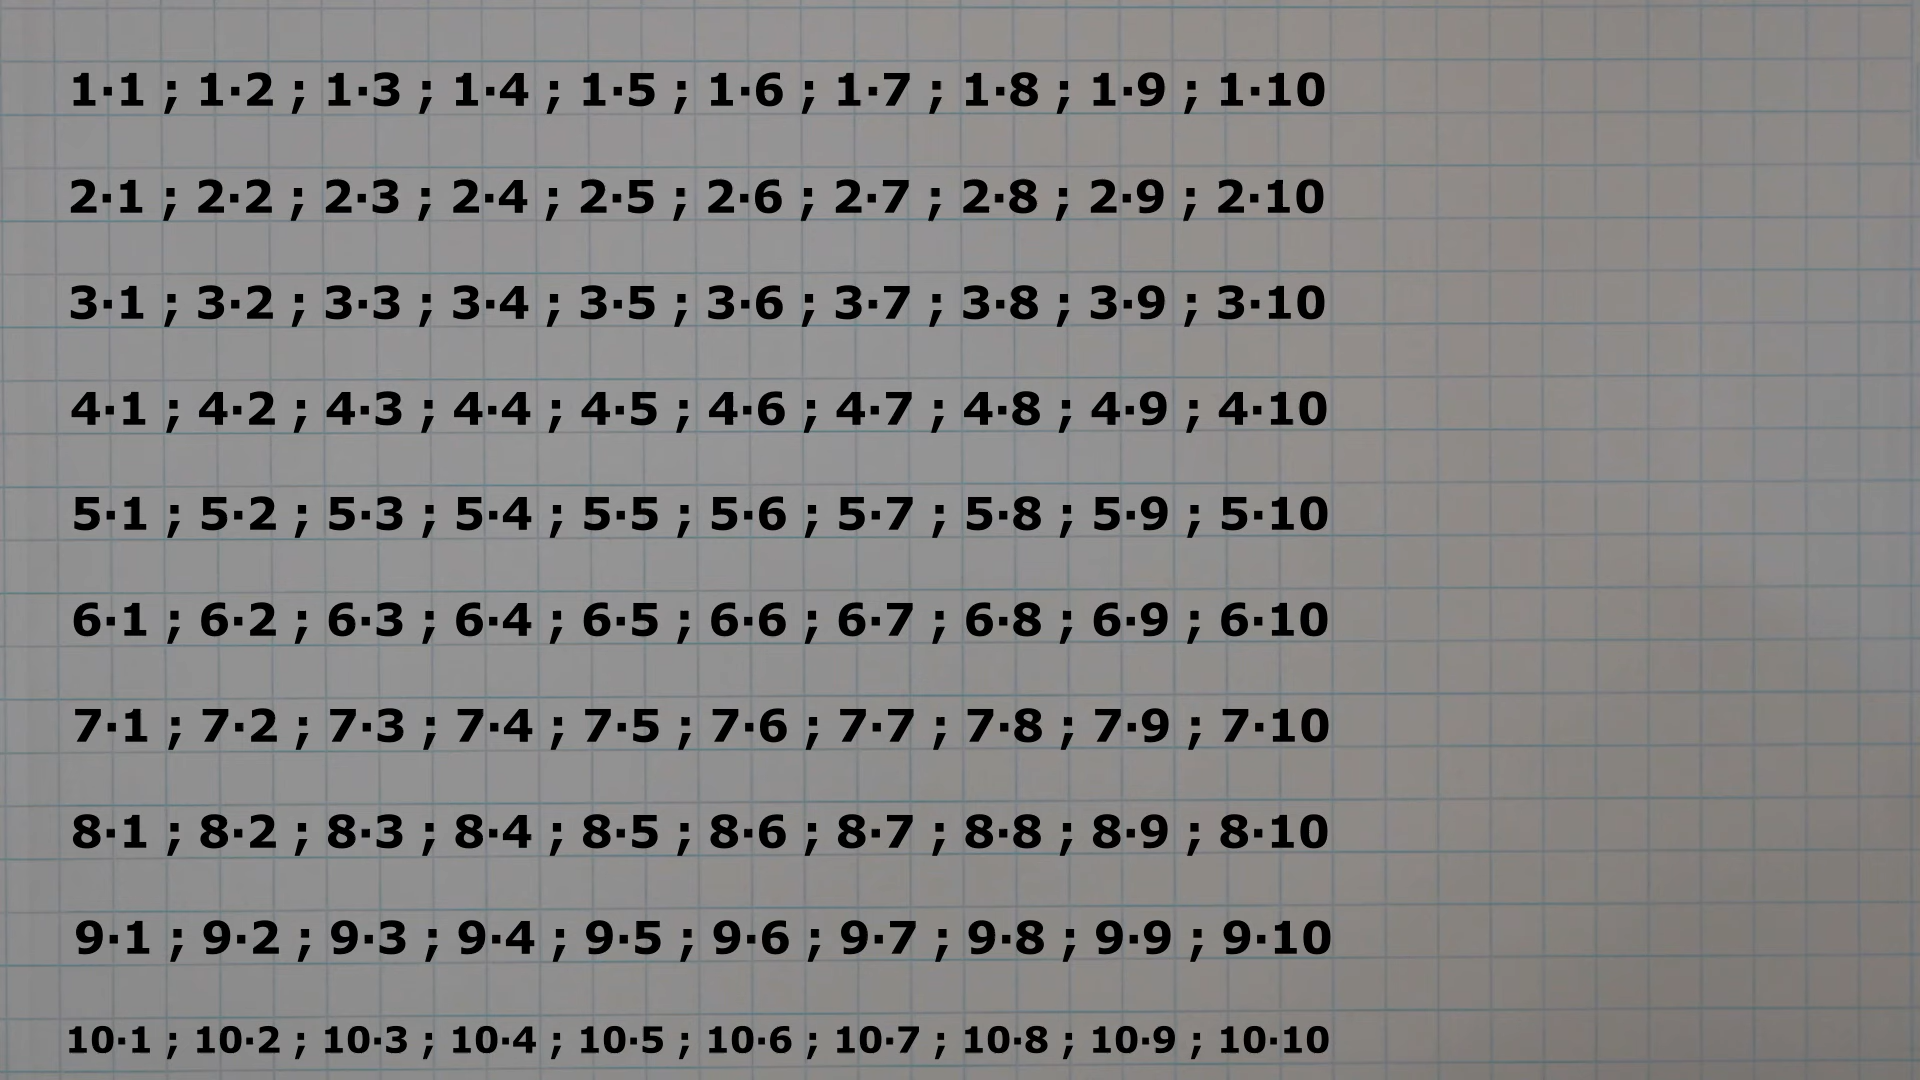 1·1 ; 1·2 ; 1·3 ; 1·4 ; 1·5 ; 1·6 ; 1·7 ; 1·8 ; 1·9 ; 1·10
2·1 ; 2·2 ; 2·3 ; 2·4 ; 2·5 ; 2·6 ; 2·7 ; 2·8 ; 2·9 ; 2·10
3·1 ; 3·2 ; 3·3 ; 3·4 ; 3·5 ; 3·6 ; 3·7 ; 3·8 ; 3·9 ; 3·10
4·1 ; 4·2 ; 4·3 ; 4·4 ; 4·5 ; 4·6 ; 4·7 ; 4·8 ; 4·9 ; 4·10
5·1 ; 5·2 ; 5·3 ; 5·4 ; 5·5 ; 5·6 ; 5·7 ; 5·8 ; 5·9 ; 5·10
6·1 ; 6·2 ; 6·3 ; 6·4 ; 6·5 ; 6·6 ; 6·7 ; 6·8 ; 6·9 ; 6·10
7·1 ; 7·2 ; 7·3 ; 7·4 ; 7·5 ; 7·6 ; 7·7 ; 7·8 ; 7·9 ; 7·10
8·1 ; 8·2 ; 8·3 ; 8·4 ; 8·5 ; 8·6 ; 8·7 ; 8·8 ; 8·9 ; 8·10
9·1 ; 9·2 ; 9·3 ; 9·4 ; 9·5 ; 9·6 ; 9·7 ; 9·8 ; 9·9 ; 9·10
10·1 ; 10·2 ; 10·3 ; 10·4 ; 10·5 ; 10·6 ; 10·7 ; 10·8 ; 10·9 ; 10·10